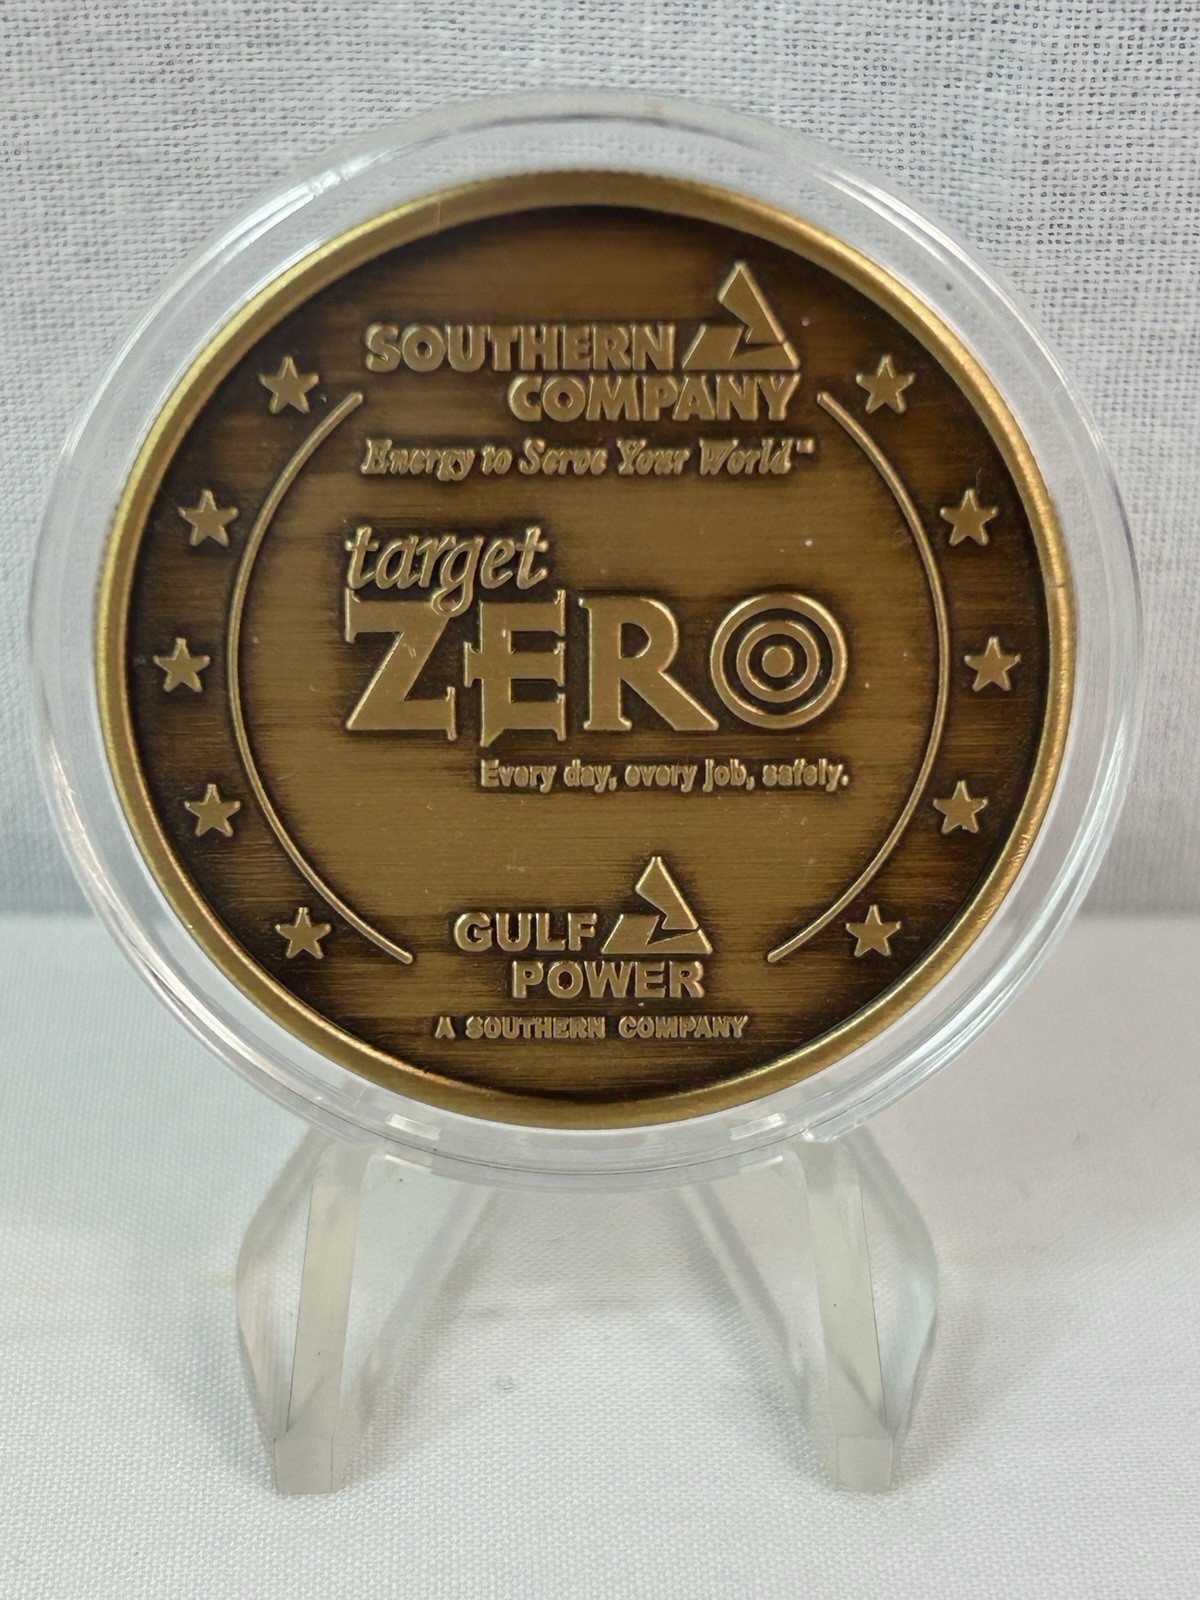 SOUTHERN
COMPANY
Energy to Serve Your World™
target
ZERO
Every day, every job, safely.
GULF
POWER
A SOUTHERN COMPANY